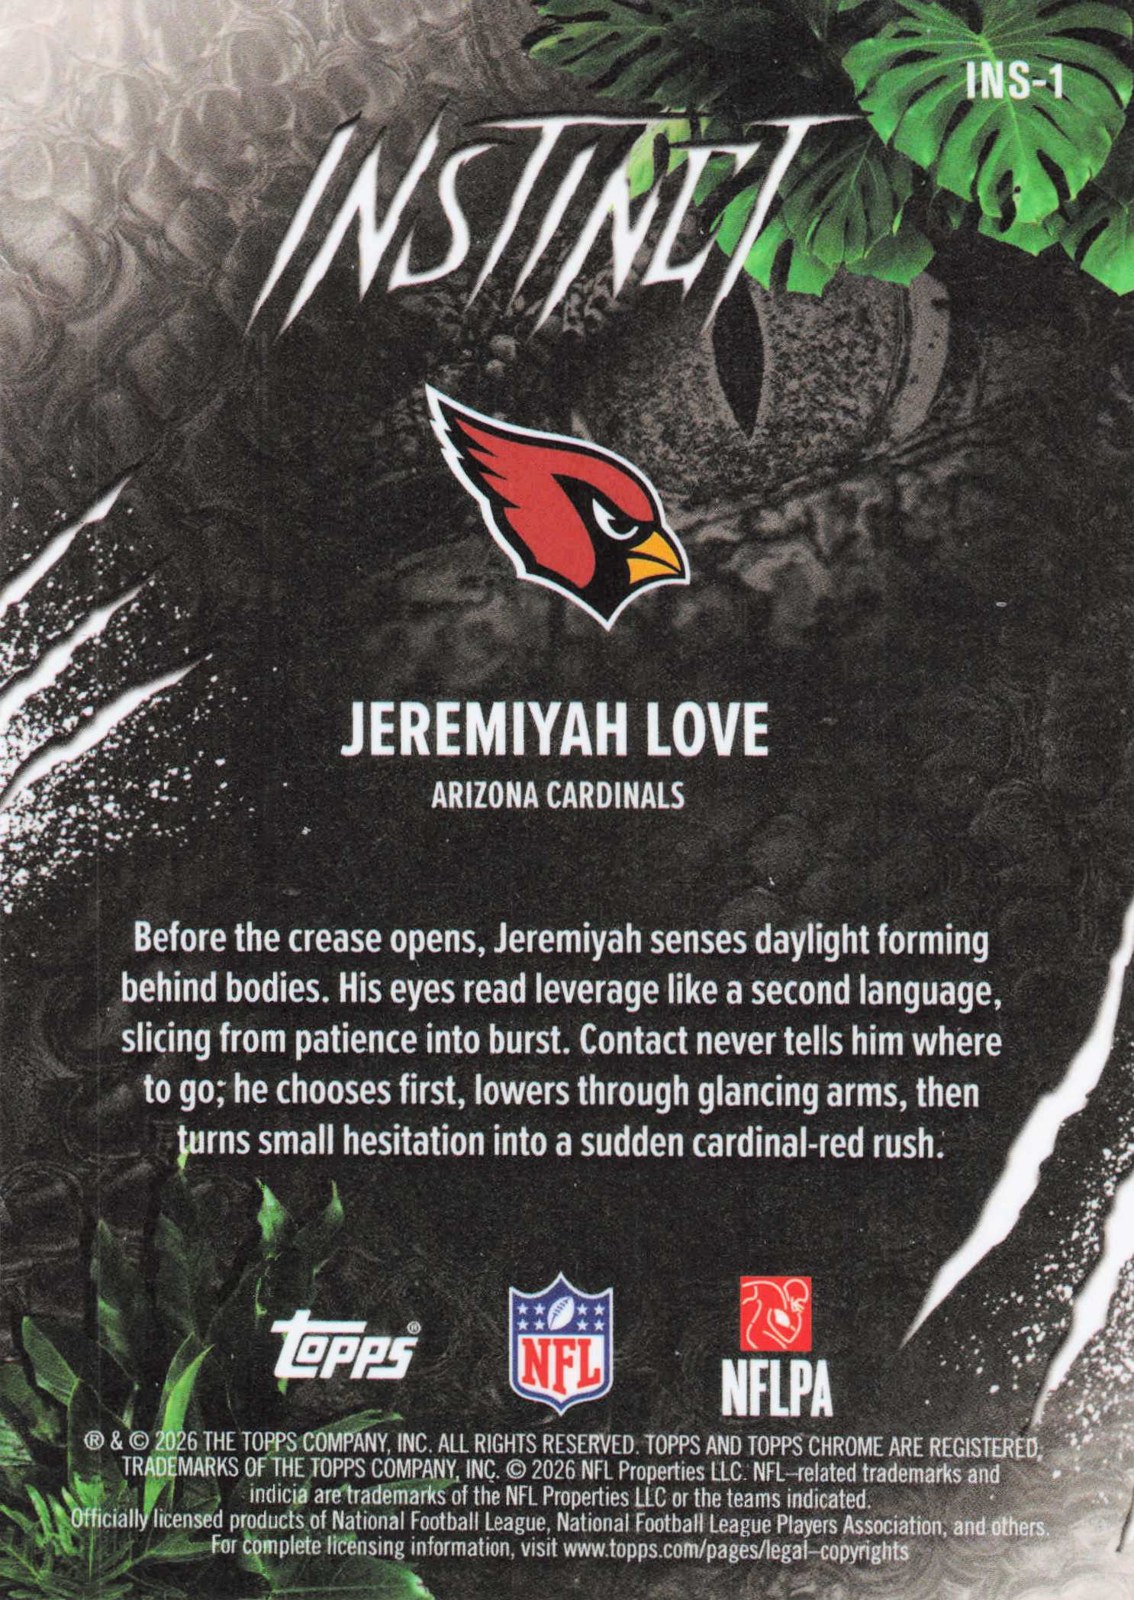 INS-1
INSTINCT
JEREMIYAH LOVE
ARIZONA CARDINALS
Before the crease opens, Jeremiyah senses daylight forming
behind bodies. His eyes read leverage like a second language,
slicing from patience into burst. Contact never tells him where
to go; he chooses first, lowers through glancing arms, then
turns small hesitation into a sudden cardinal-red rush.
topps®
NFL
NFLPA
® & © 2026 THE TOPPS COMPANY, INC. ALL RIGHTS RESERVED. TOPPS AND TOPPS CHROME ARE REGISTERED
TRADEMARKS OF THE TOPPS COMPANY, INC. © 2026 NFL Properties LLC. NFL-related trademarks and
indicia are trademarks of the NFL Properties LLC or the teams indicated.
Officially licensed products of National Football League, National Football League Players Association, and others.
For complete licensing information, visit www.topps.com/pages/legal-copyrights